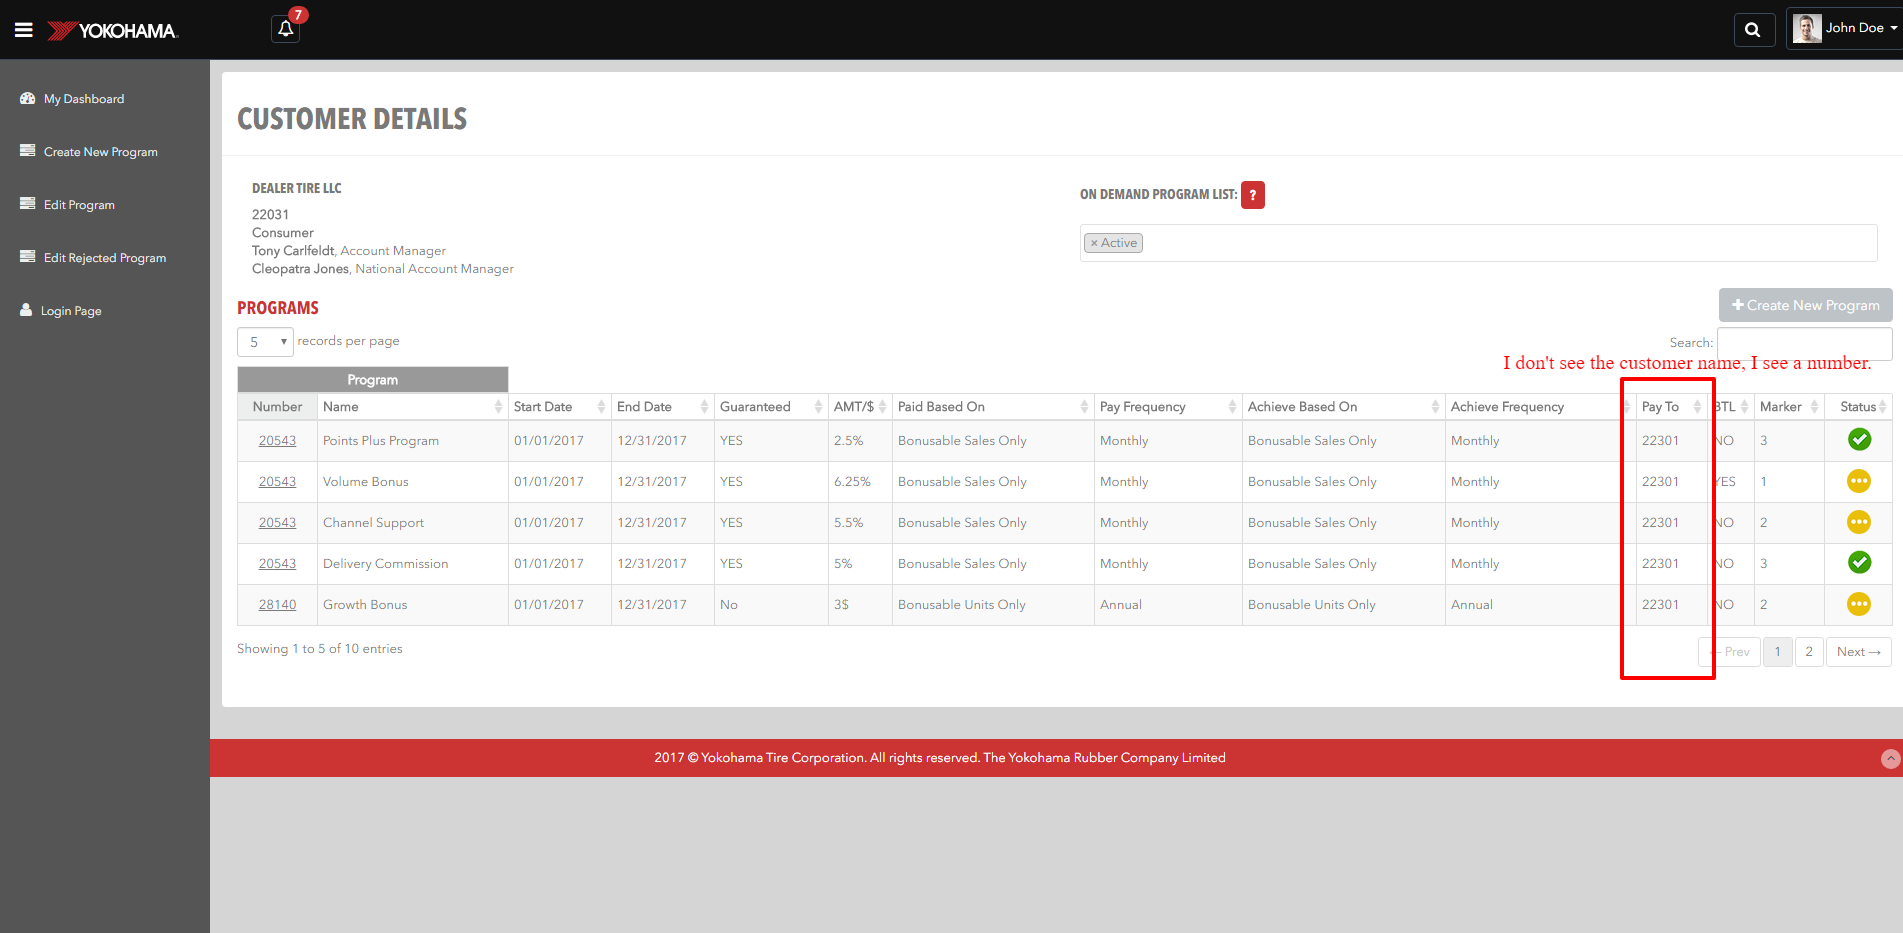 YOKOHAMA
7
John Doe
My Dashboard
Create New Program
Edit Program
Edit Rejected Program
Login Page
CUSTOMER DETAILS
DEALER TIRE LLC
22031
Consumer
Tony Carlfeldt, Account Manager
Cleopatra Jones, National Account Manager
ON DEMAND PROGRAM LIST: ?
× Active
PROGRAMS
Create New Program
5 records per page
Search:
I don't see the customer name, I see a number.
Program
Number Name Start Date End Date Guaranteed AMT/$ Paid Based On Pay Frequency Achieve Based On Achieve Frequency Pay To BTL Marker Status
20543 Points Plus Program 01/01/2017 12/31/2017 YES 2.5% Bonusable Sales Only Monthly Bonusable Sales Only Monthly 22301 NO 3
20543 Volume Bonus 01/01/2017 12/31/2017 YES 6.25% Bonusable Sales Only Monthly Bonusable Sales Only Monthly 22301 YES 1
20543 Channel Support 01/01/2017 12/31/2017 YES 5.5% Bonusable Sales Only Monthly Bonusable Sales Only Monthly 22301 NO 2
20543 Delivery Commission 01/01/2017 12/31/2017 YES 5% Bonusable Sales Only Monthly Bonusable Sales Only Monthly 22301 NO 3
28140 Growth Bonus 01/01/2017 12/31/2017 No 3$ Bonusable Units Only Annual Bonusable Units Only Annual 22301 NO 2
Showing 1 to 5 of 10 entries
← Prev 1 2 Next →
2017 © Yokohama Tire Corporation. All rights reserved. The Yokohama Rubber Company Limited